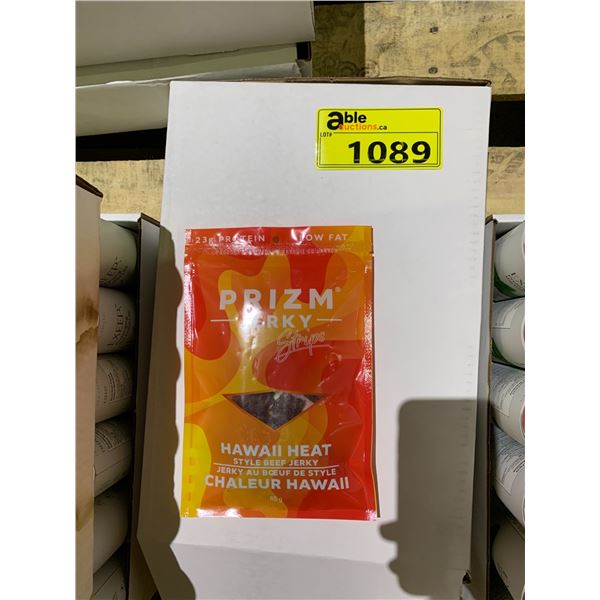 able
auctions.ca
LOT#
1089
23g PROTEIN LOW FAT
PRIZM®
JERKY
Strips
HAWAII HEAT
STYLE BEEF JERKY
JERKY AU BŒUF DE STYLE
CHALEUR HAWAII